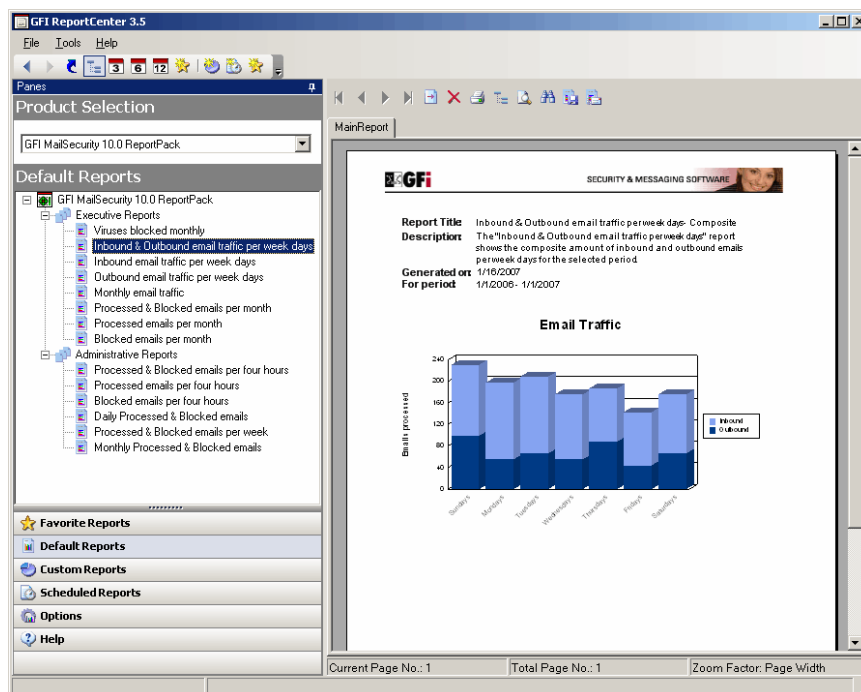 GFI ReportCenter 3.5
File Tools Help
3 6 12
Panes
Product Selection
GFI MailSecurity 10.0 ReportPack
Default Reports
GFI MailSecurity 10.0 ReportPack
Executive Reports
Viruses blocked monthly
Inbound & Outbound email traffic per week days
Inbound email traffic per week days
Outbound email traffic per week days
Monthly email traffic
Processed & Blocked emails per month
Processed emails per month
Blocked emails per month
Administrative Reports
Processed & Blocked emails per four hours
Processed emails per four hours
Blocked emails per four hours
Daily Processed & Blocked emails
Processed & Blocked emails per week
Monthly Processed & Blocked emails
Favorite Reports
Default Reports
Custom Reports
Scheduled Reports
Options
Help
MainReport
GFi
SECURITY & MESSAGING SOFTWARE
Report Title: Inbound & Outbound email traffic per week days - Composite
Description: The "Inbound & Outbound email traffic per week days" report
shows the composite amount of inbound and outbound emails
per week days for the selected period.
Generated on: 1/16/2007
For period: 1/1/2006 - 1/1/2007
Email Traffic
Emails processed
240
200
160
120
80
40
0
Inbound
Outbound
Sundays
Mondays
Tuesdays
Wednesdays
Thursdays
Fridays
Saturdays
Current Page No.: 1
Total Page No.: 1
Zoom Factor: Page Width